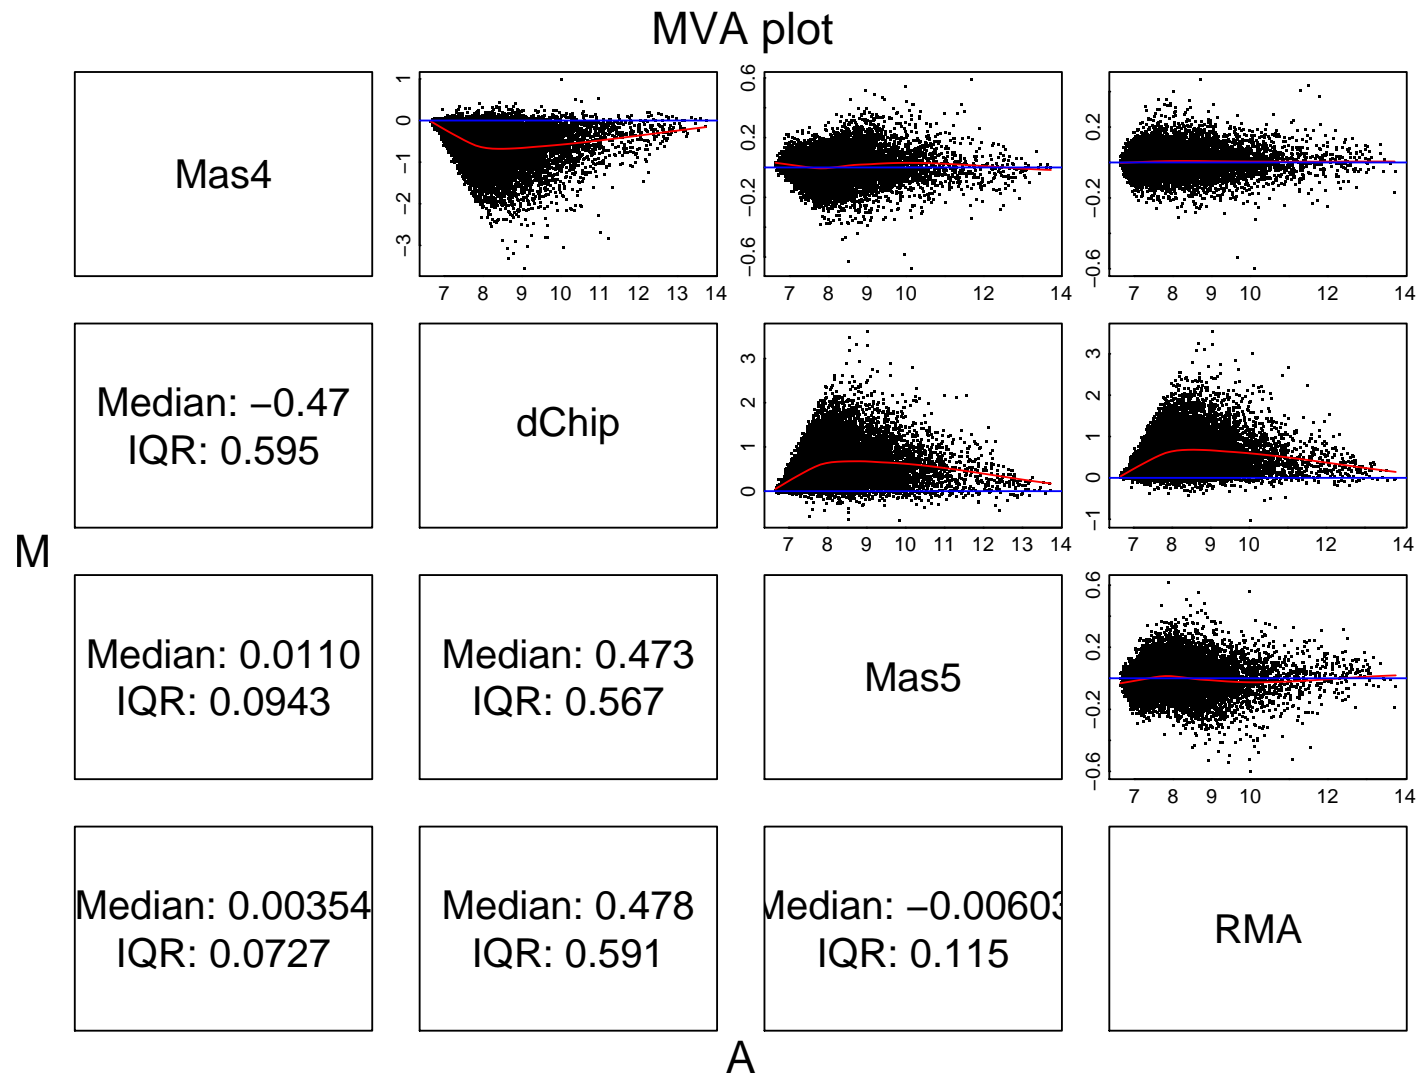 MVA plot
Mas4
1
0
−1
−2
−3
7 8 9 10 11 12 13 14
0.6
0.2
−0.2
−0.6
7 8 9 10 12 14
0.2
−0.2
−0.6
7 8 9 10 12 14
Median: −0.47
IQR: 0.595
dChip
3
2
1
0
7 8 9 10 11 12 13 14
3
2
1
0
−1
7 8 9 10 12 14
M
Median: 0.0110
IQR: 0.0943
Median: 0.473
IQR: 0.567
Mas5
0.6
0.2
−0.2
−0.6
7 8 9 10 12 14
Median: 0.00354
IQR: 0.0727
Median: 0.478
IQR: 0.591
Median: −0.00603
IQR: 0.115
RMA
A